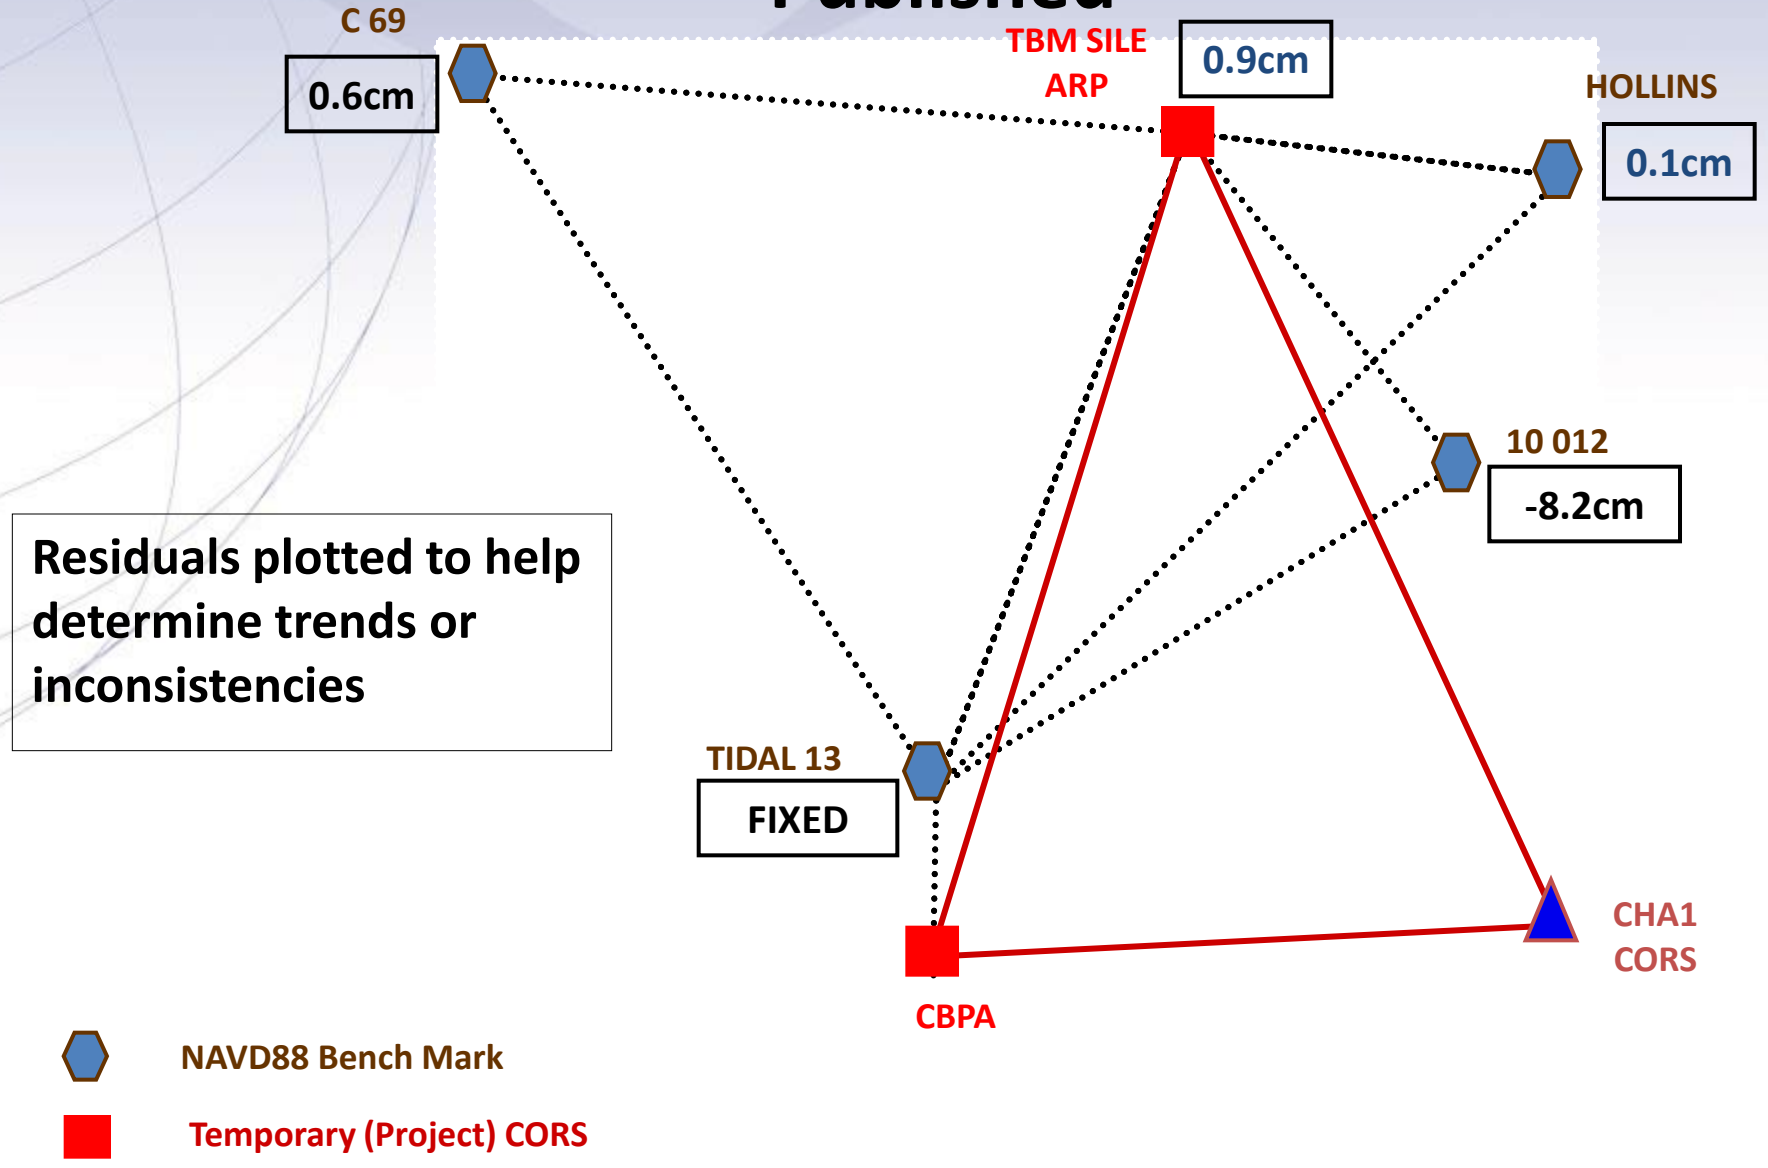 Published
C 69
0.6cm
TBM SILE
ARP
0.9cm
HOLLINS
0.1cm
10 012
-8.2cm
Residuals plotted to help
determine trends or
inconsistencies
TIDAL 13
FIXED
CHA1
CORS
CBPA
NAVD88 Bench Mark
Temporary (Project) CORS